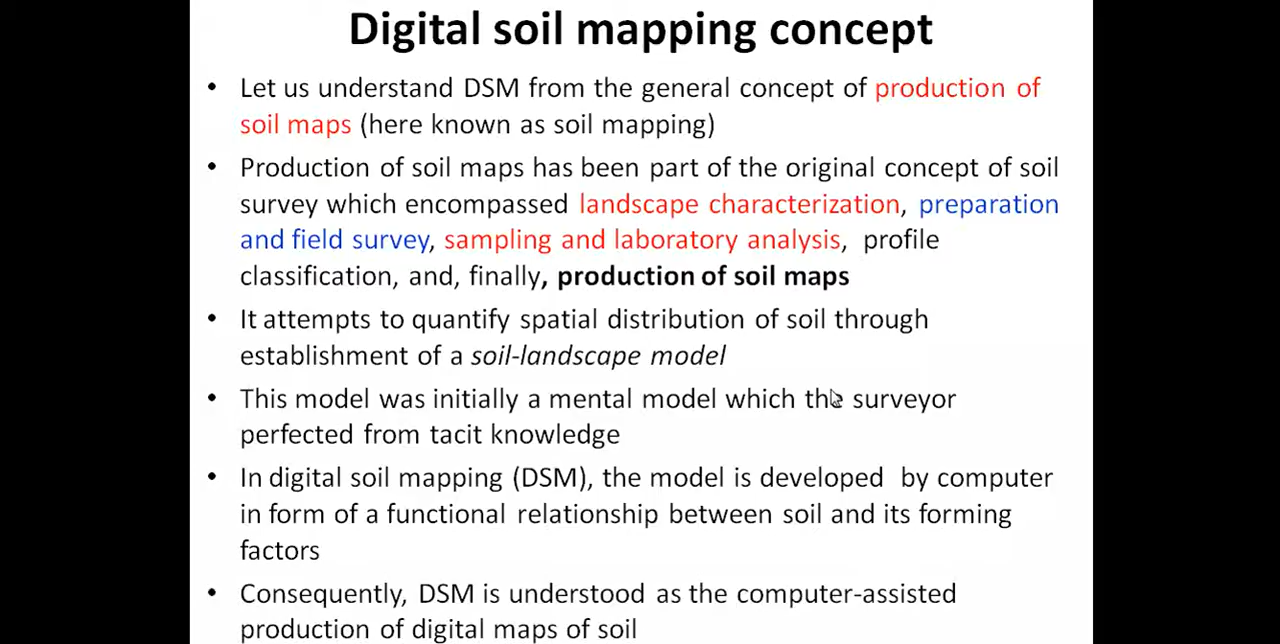 Digital soil mapping concept
• Let us understand DSM from the general concept of production of
soil maps (here known as soil mapping)
• Production of soil maps has been part of the original concept of soil
survey which encompassed landscape characterization, preparation
and field survey, sampling and laboratory analysis, profile
classification, and, finally, production of soil maps
• It attempts to quantify spatial distribution of soil through
establishment of a soil-landscape model
• This model was initially a mental model which the surveyor
perfected from tacit knowledge
• In digital soil mapping (DSM), the model is developed by computer
in form of a functional relationship between soil and its forming
factors
• Consequently, DSM is understood as the computer-assisted
production of digital maps of soil